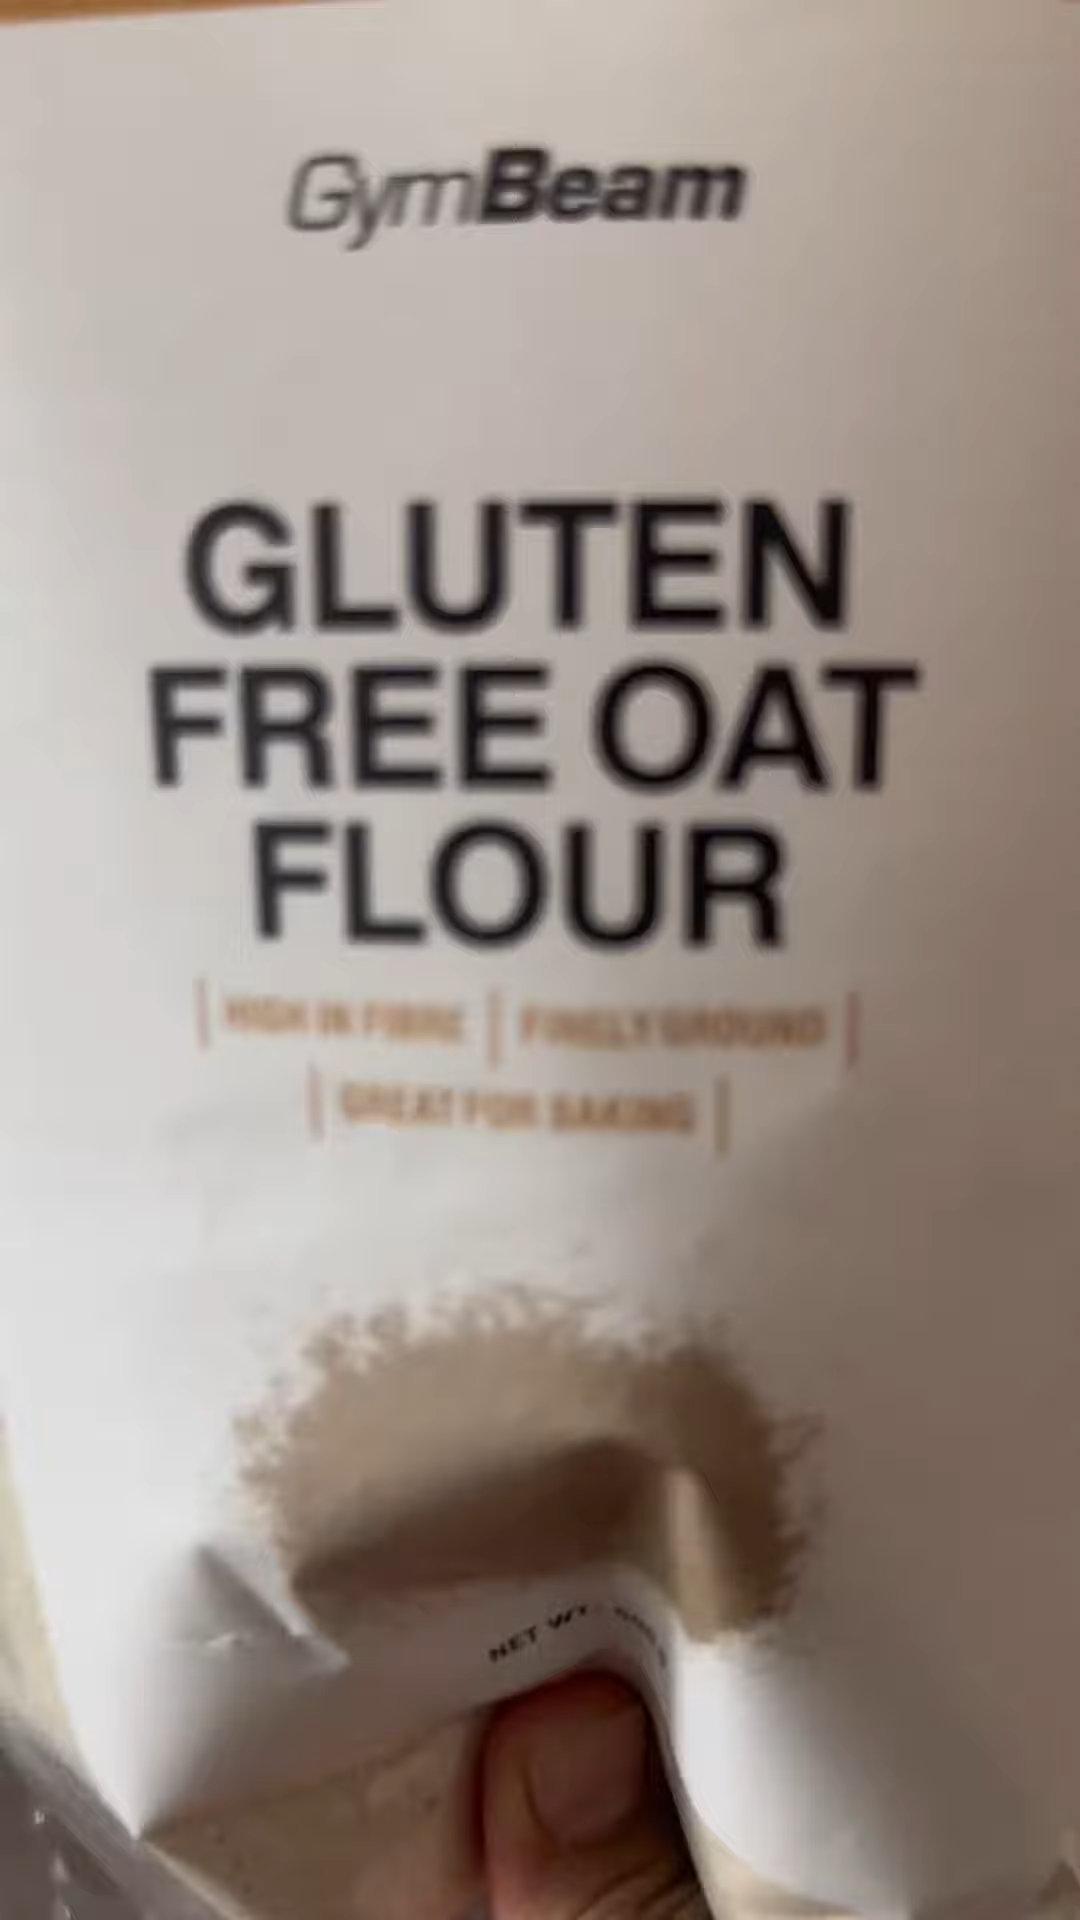 GymBeam
GLUTEN
FREE OAT
FLOUR
| HIGH IN FIBRE | FINELY GROUND |
| GREAT FOR BAKING |
NET WT.